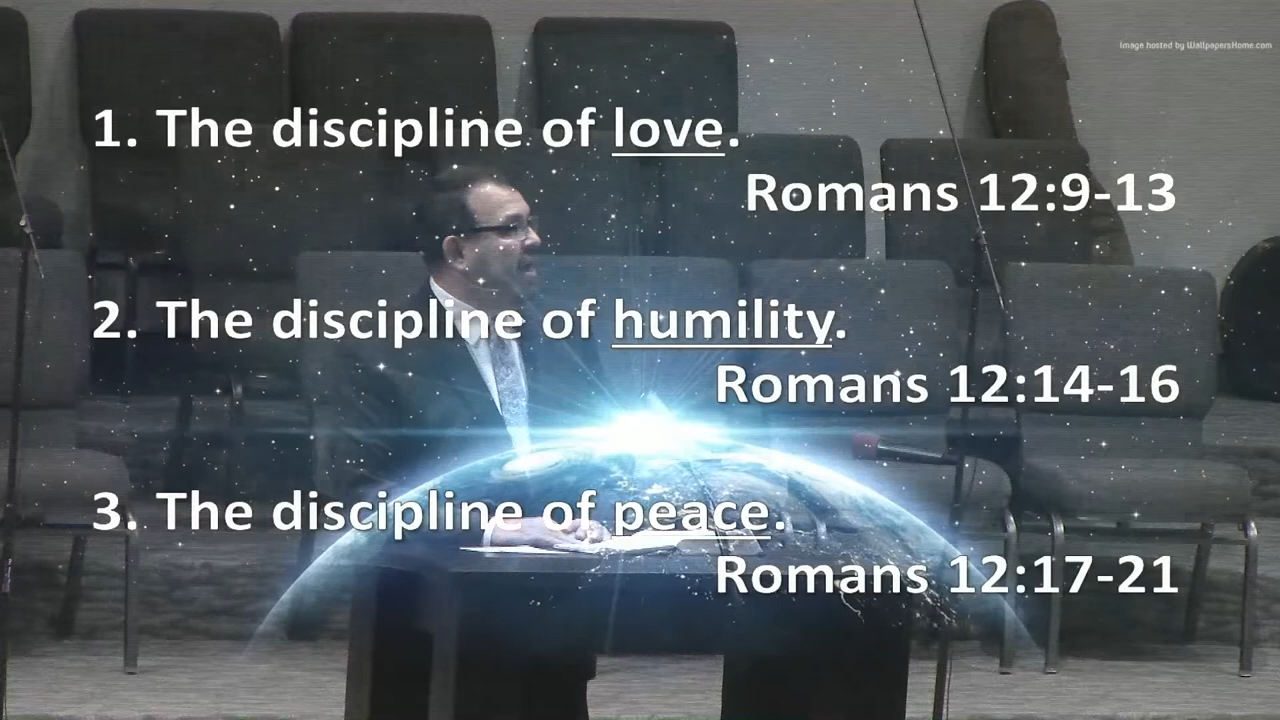 Image hosted by WallpapersHome.com
1. The discipline of love.
Romans 12:9-13
2. The discipline of humility.
Romans 12:14-16
3. The discipline of peace.
Romans 12:17-21